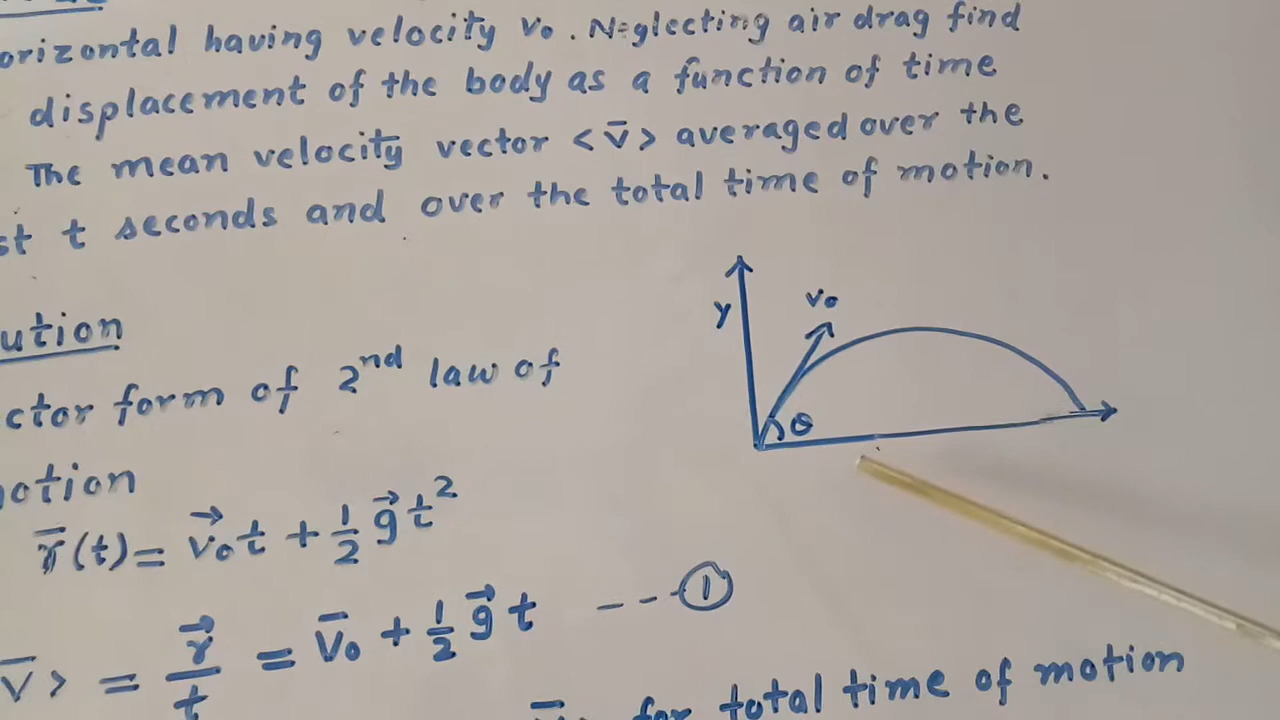 orizontal having velocity v₀. Neglecting air drag find
displacement of the body as a function of time
The mean velocity vector <v̄> averaged over the
st t seconds and over the total time of motion.
y
v₀
θ
ution
ctor form of 2nd law of
otion
r̄(t) = v⃗₀t + 1/2 g⃗t²
v̄> = r⃗/t = v̄₀ + 1/2 g⃗t ---①
for total time of motion